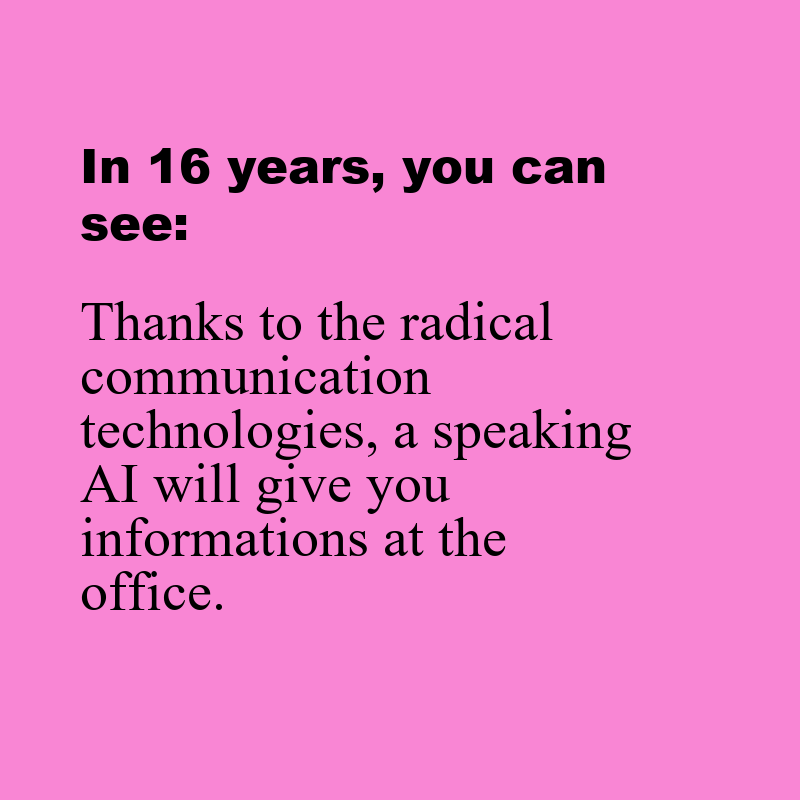 In 16 years, you can
see:
Thanks to the radical
communication
technologies, a speaking
AI will give you
informations at the
office.